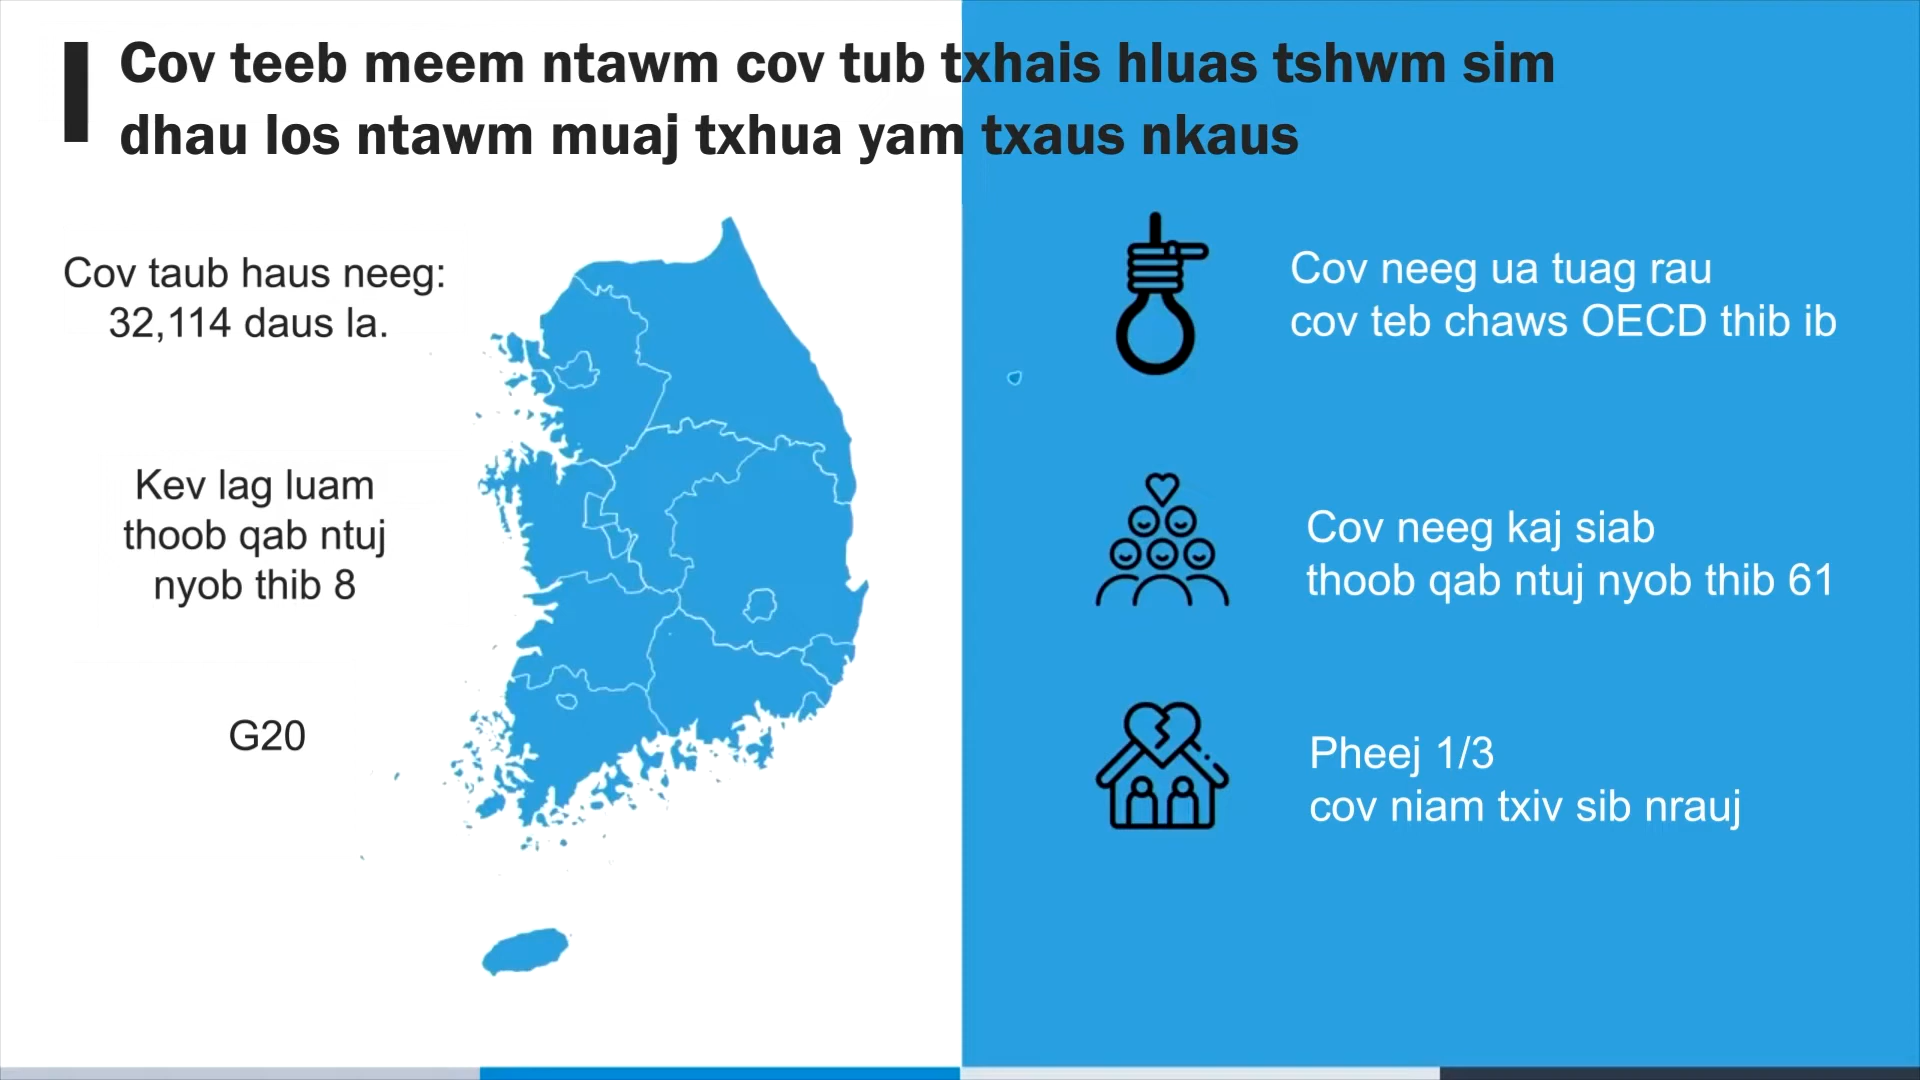 Cov teeb meem ntawm cov tub txhais hluas tshwm sim
dhau los ntawm muaj txhua yam txaus nkaus
Cov taub haus neeg:
32,114 daus la.
Kev lag luam
thoob qab ntuj
nyob thib 8
G20
Cov neeg ua tuag rau
cov teb chaws OECD thib ib
Cov neeg kaj siab
thoob qab ntuj nyob thib 61
Pheej 1/3
cov niam txiv sib nrauj